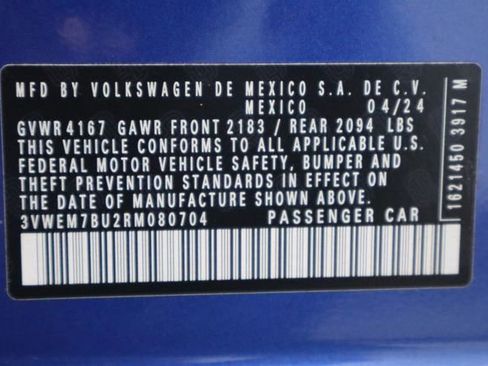 MFD BY VOLKSWAGEN DE MEXICO S.A. DE C.V.
MEXICO 04/24
GVWR 4167 GAWR FRONT 2183 / REAR 2094 LBS
THIS VEHICLE CONFORMS TO ALL APPLICABLE U.S.
FEDERAL MOTOR VEHICLE SAFETY, BUMPER AND
THEFT PREVENTION STANDARDS IN EFFECT ON
THE DATE OF MANUFACTURE SHOWN ABOVE.
3VWEM7BU2RM080704 PASSENGER CAR
1621450 3917 M